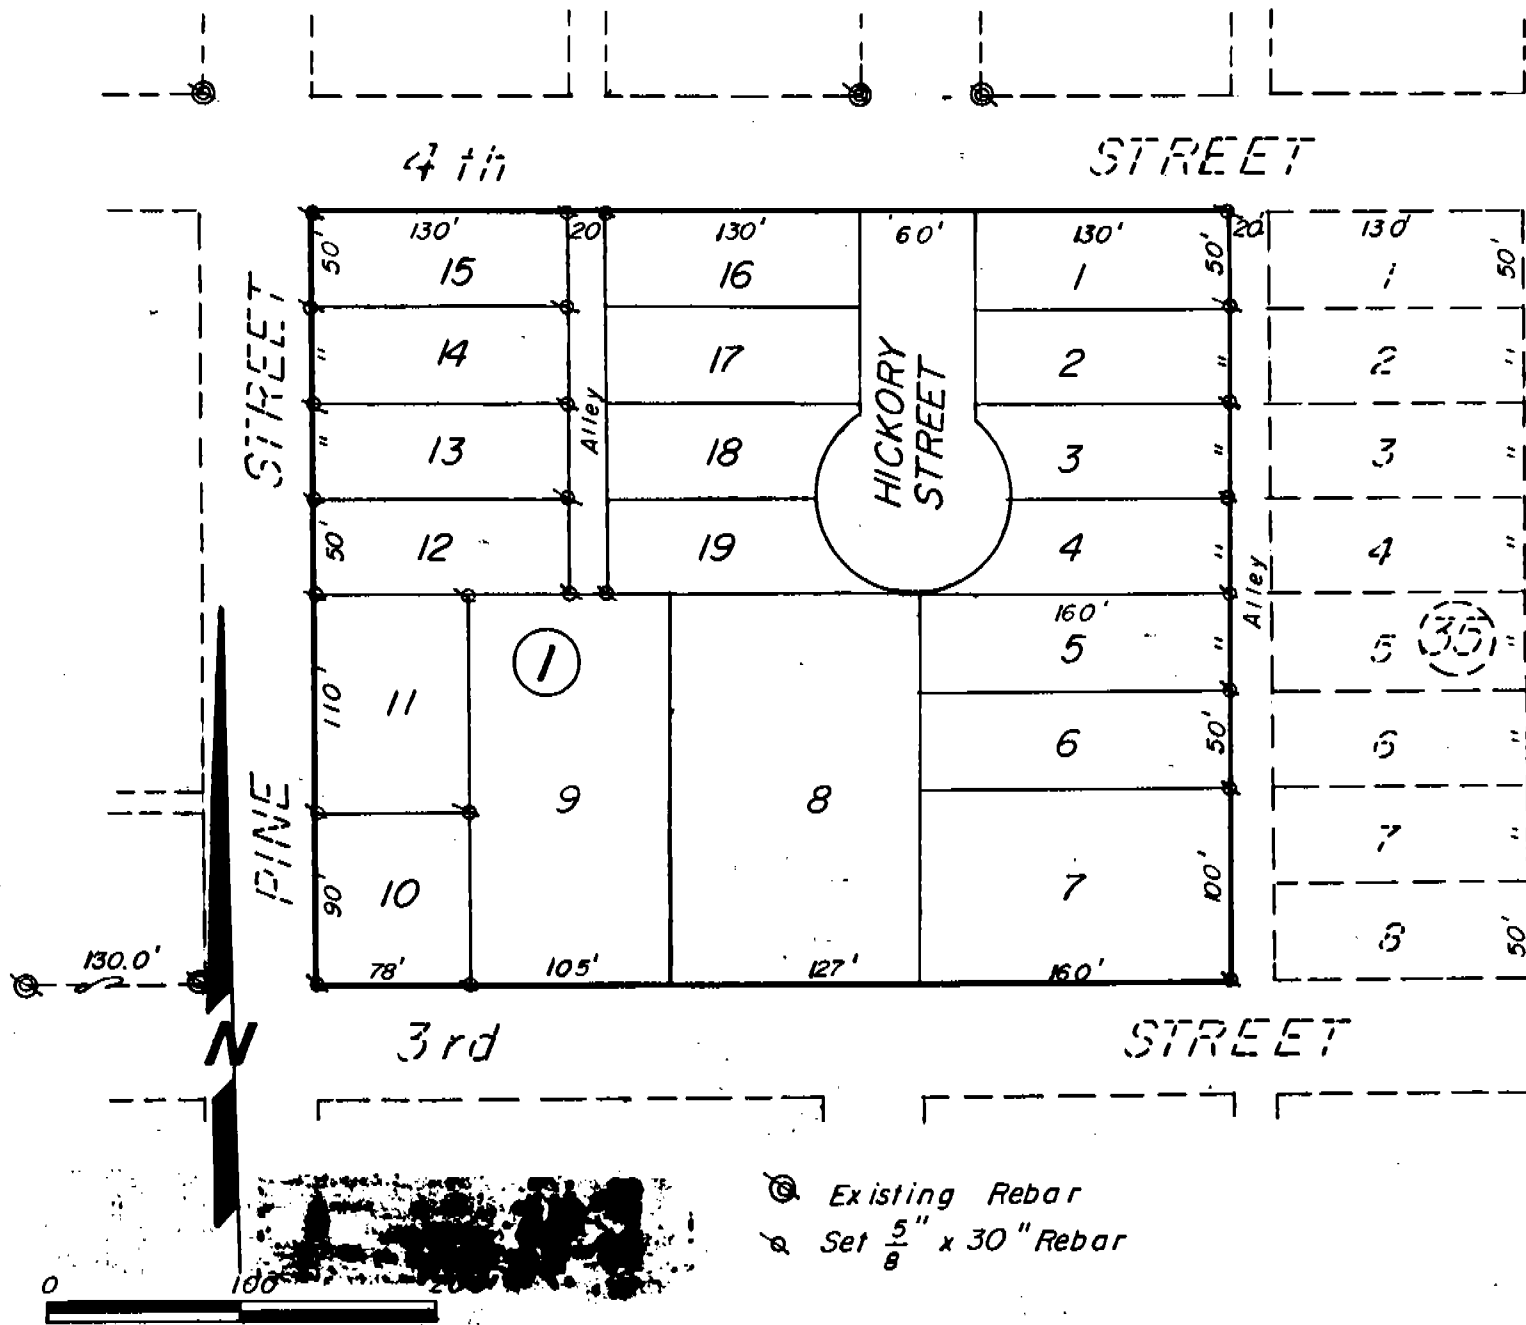 4th STREET
130' 20' 130' 60' 130' 20' 130'
50' 15 16 1 50' 1 50'
" 14 17 2 " 2 "
STREET
Alley
HICKORY
STREET
" 13 18 3 " 3 "
50' 12 19 4 " 4 "
Alley
160'
1 5 " 5 35 "
110' 11
6 50' 6 "
PINE
9 8
7 "
90' 10 7 100'
8 50'
130.0'
78' 105' 127' 160'
N
3rd STREET
Existing Rebar
Set 5/8" x 30" Rebar
0 100